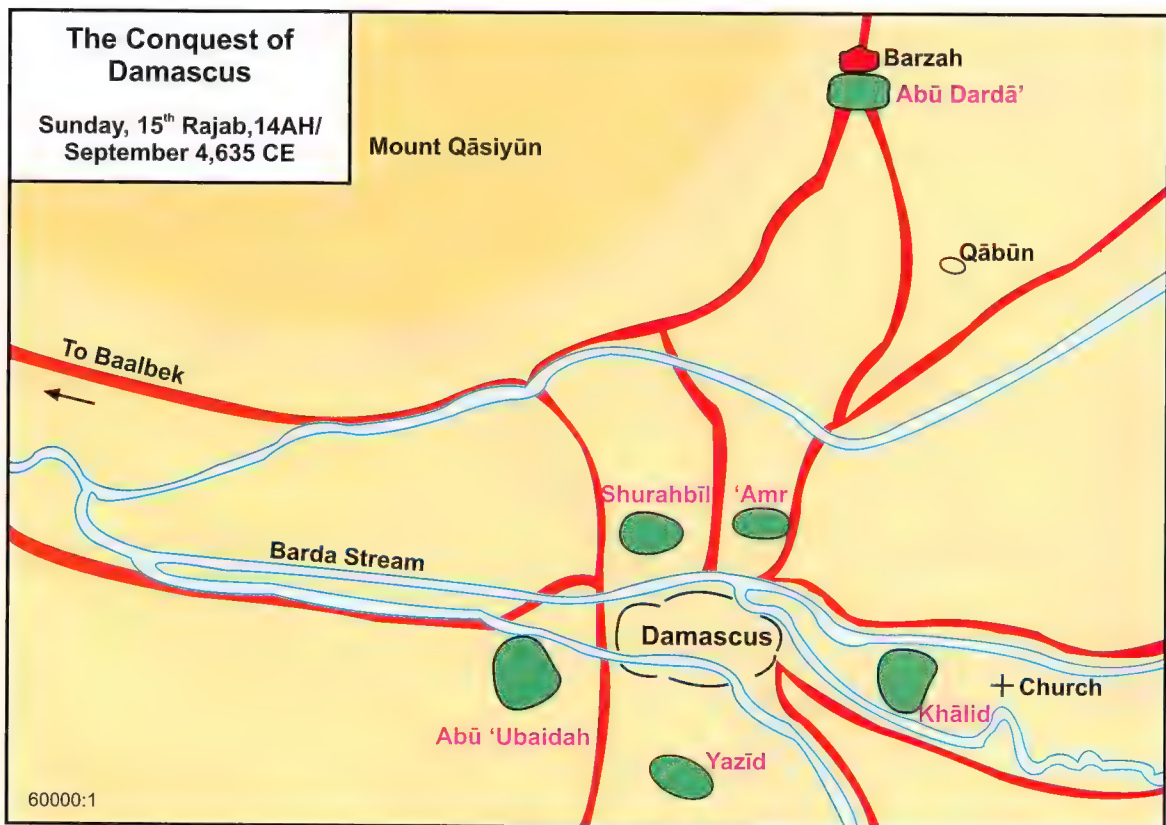 The Conquest of
Damascus
Sunday, 15th Rajab,14AH/
September 4,635 CE
Barzah
Abū Dardā’
Mount Qāsiyūn
Qābūn
To Baalbek
Shurahbīl
‘Amr
Barda Stream
Damascus
Church
Khālid
Abū ‘Ubaidah
Yazīd
60000:1